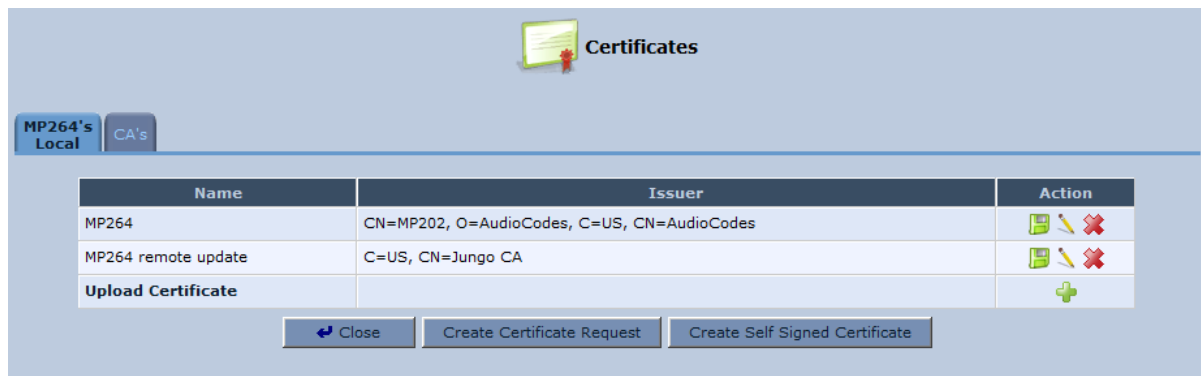 Certificates
MP264's
Local
CA's
Name Issuer Action
MP264 CN=MP202, O=AudioCodes, C=US, CN=AudioCodes
MP264 remote update C=US, CN=Jungo CA
Upload Certificate
Close Create Certificate Request Create Self Signed Certificate